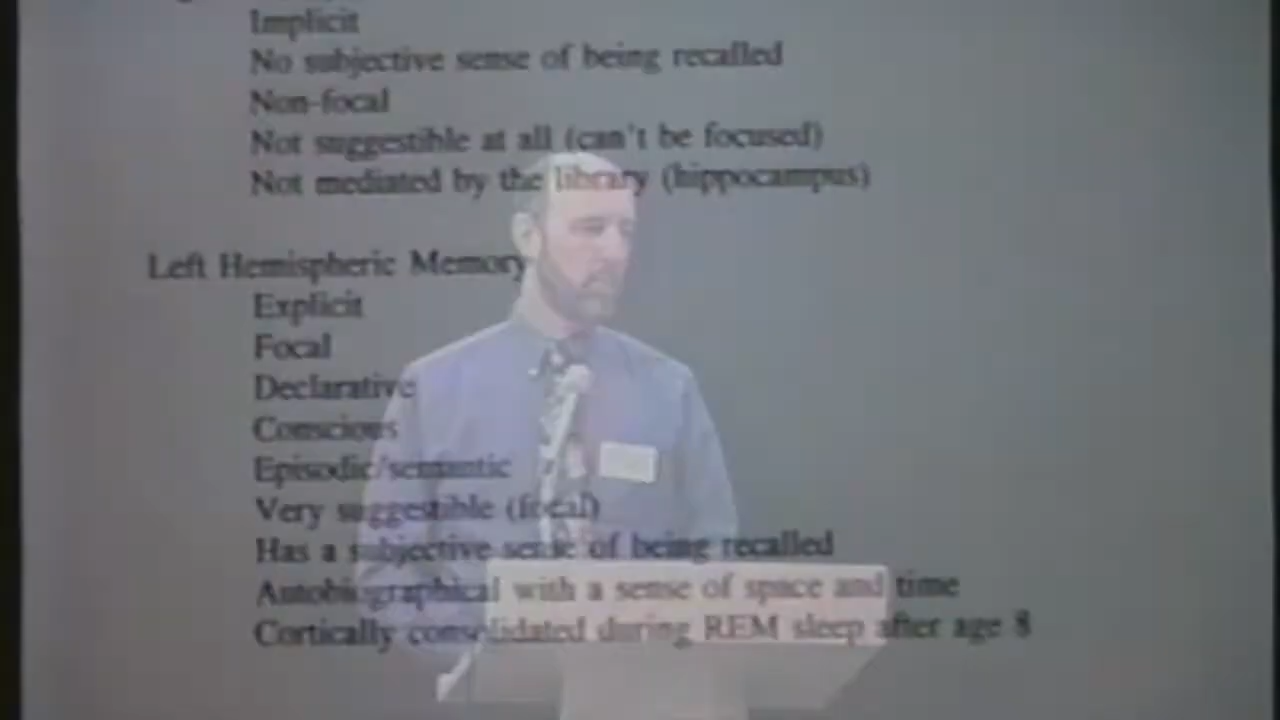 Implicit
No subjective sense of being recalled
Non-focal
Not suggestible at all (can't be focused)
Not mediated by the library (hippocampus)
Left Hemispheric Memory
Explicit
Focal
Declarative
Conscious
Episodic/semantic
Very suggestible (focal)
Has a subjective sense of being recalled
Autobiographical with a sense of space and time
Cortically consolidated during REM sleep after age 8